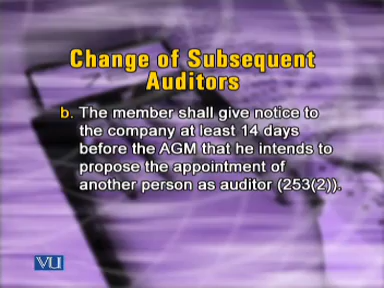 Change of Subsequent
Auditors
b. The member shall give notice to
the company at least 14 days
before the AGM that he intends to
propose the appointment of
another person as auditor (253(2)).
VU